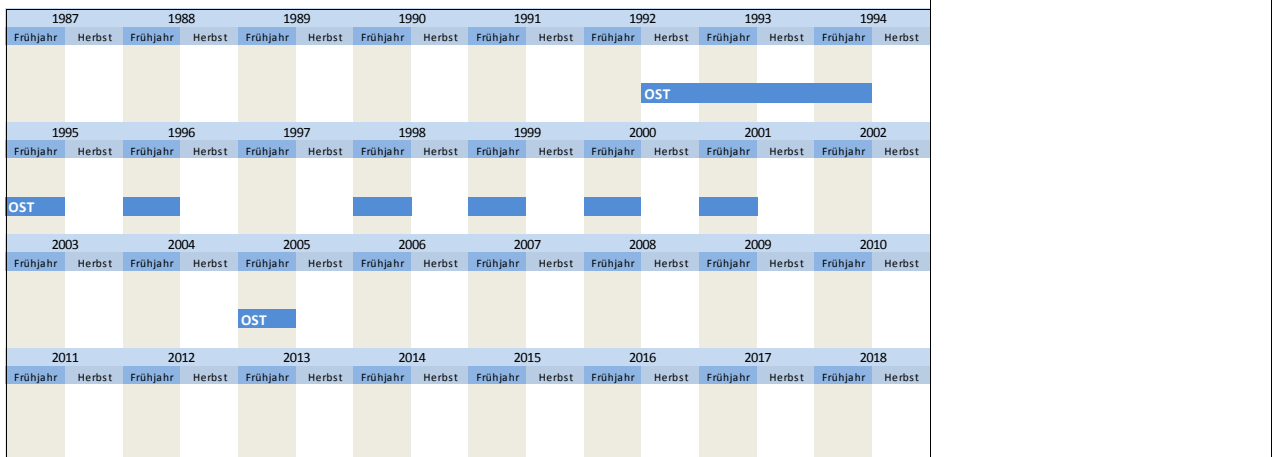 1987 1988 1989 1990 1991 1992 1993 1994
Frühjahr Herbst Frühjahr Herbst Frühjahr Herbst Frühjahr Herbst Frühjahr Herbst Frühjahr Herbst Frühjahr Herbst Frühjahr Herbst
OST
1995 1996 1997 1998 1999 2000 2001 2002
Frühjahr Herbst Frühjahr Herbst Frühjahr Herbst Frühjahr Herbst Frühjahr Herbst Frühjahr Herbst Frühjahr Herbst Frühjahr Herbst
OST
2003 2004 2005 2006 2007 2008 2009 2010
Frühjahr Herbst Frühjahr Herbst Frühjahr Herbst Frühjahr Herbst Frühjahr Herbst Frühjahr Herbst Frühjahr Herbst Frühjahr Herbst
OST
2011 2012 2013 2014 2015 2016 2017 2018
Frühjahr Herbst Frühjahr Herbst Frühjahr Herbst Frühjahr Herbst Frühjahr Herbst Frühjahr Herbst Frühjahr Herbst Frühjahr Herbst